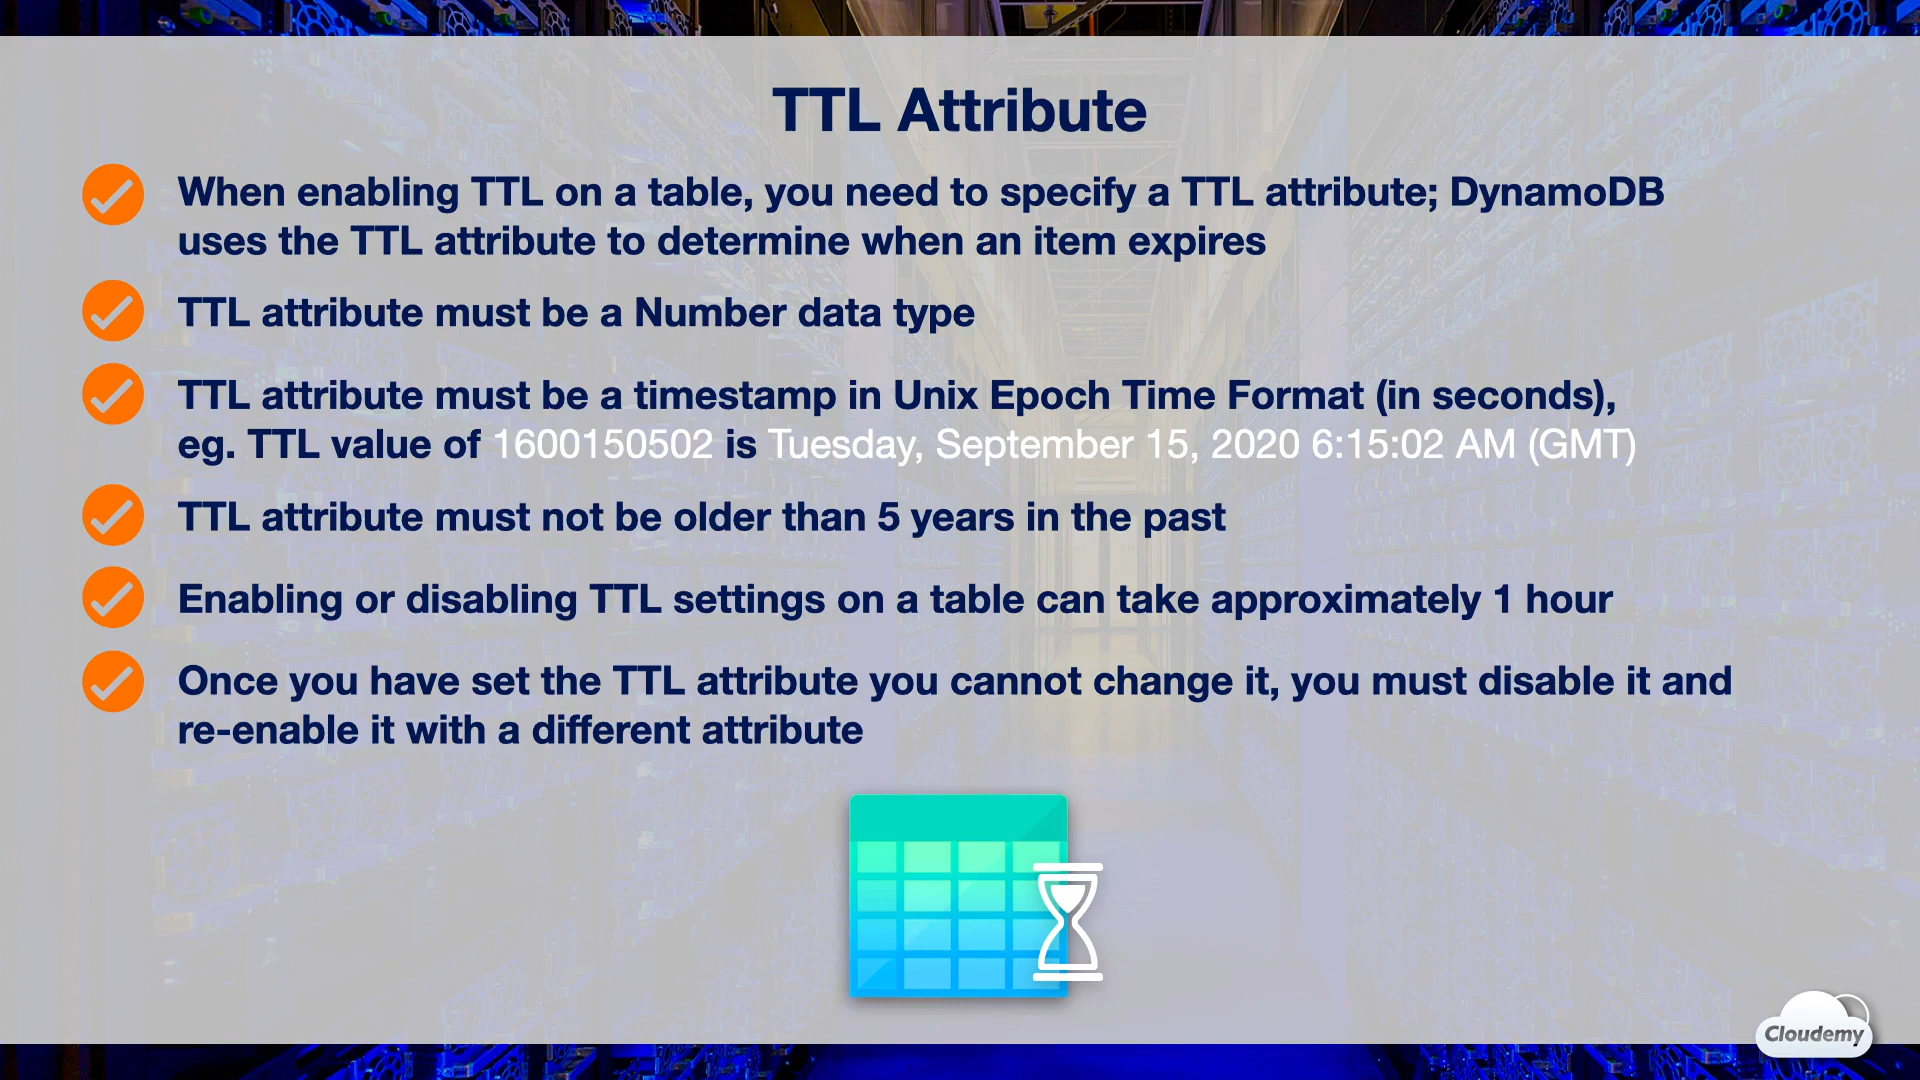 TTL Attribute
When enabling TTL on a table, you need to specify a TTL attribute; DynamoDB
uses the TTL attribute to determine when an item expires
TTL attribute must be a Number data type
TTL attribute must be a timestamp in Unix Epoch Time Format (in seconds),
eg. TTL value of 1600150502 is Tuesday, September 15, 2020 6:15:02 AM (GMT)
TTL attribute must not be older than 5 years in the past
Enabling or disabling TTL settings on a table can take approximately 1 hour
Once you have set the TTL attribute you cannot change it, you must disable it and
re-enable it with a different attribute
Cloudemy